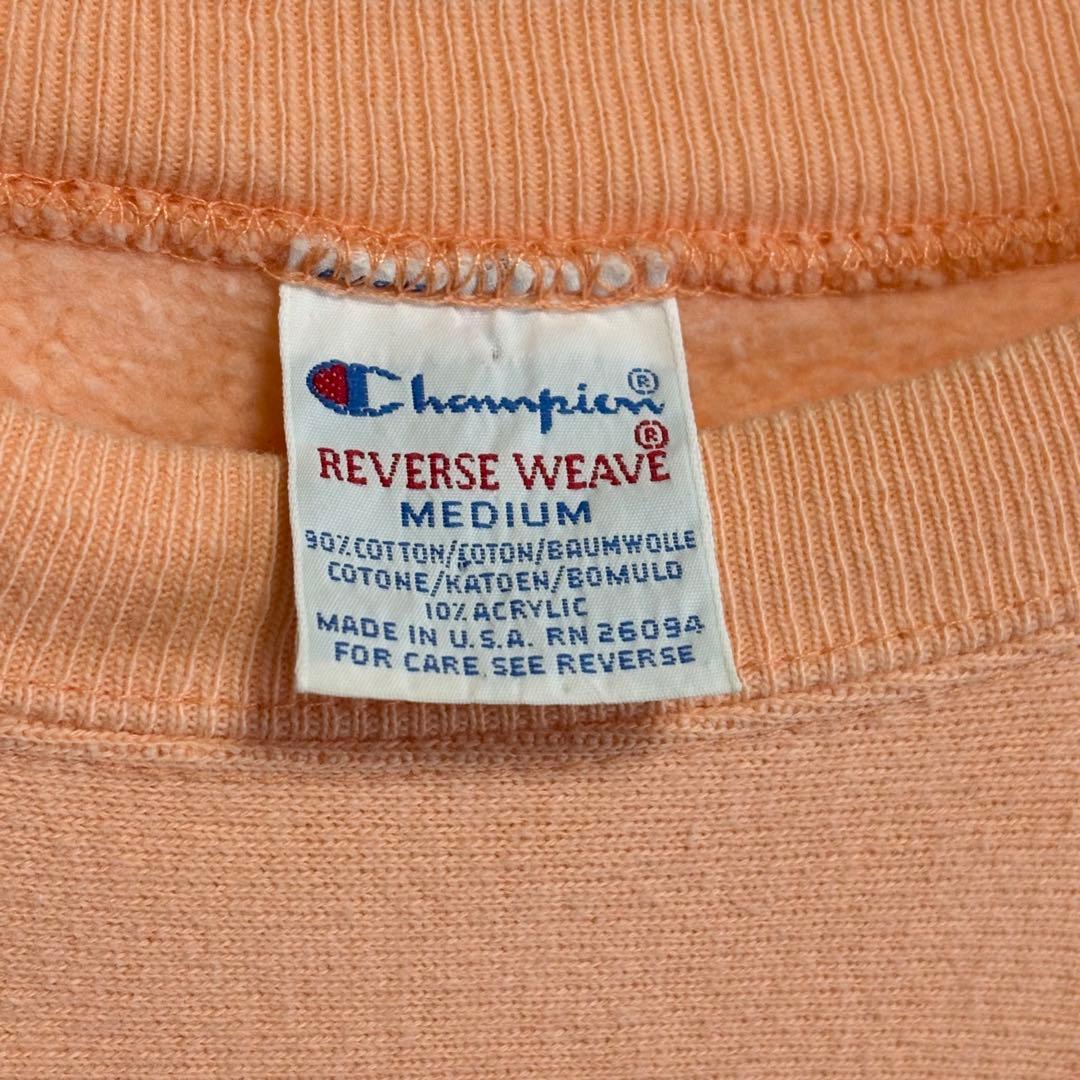 Champion®
REVERSE WEAVE®
MEDIUM
90% COTTON/COTON/BAUMWOLLE
COTONE/KATOEN/BOMULD
10% ACRYLIC
MADE IN U.S.A. RN 26094
FOR CARE SEE REVERSE